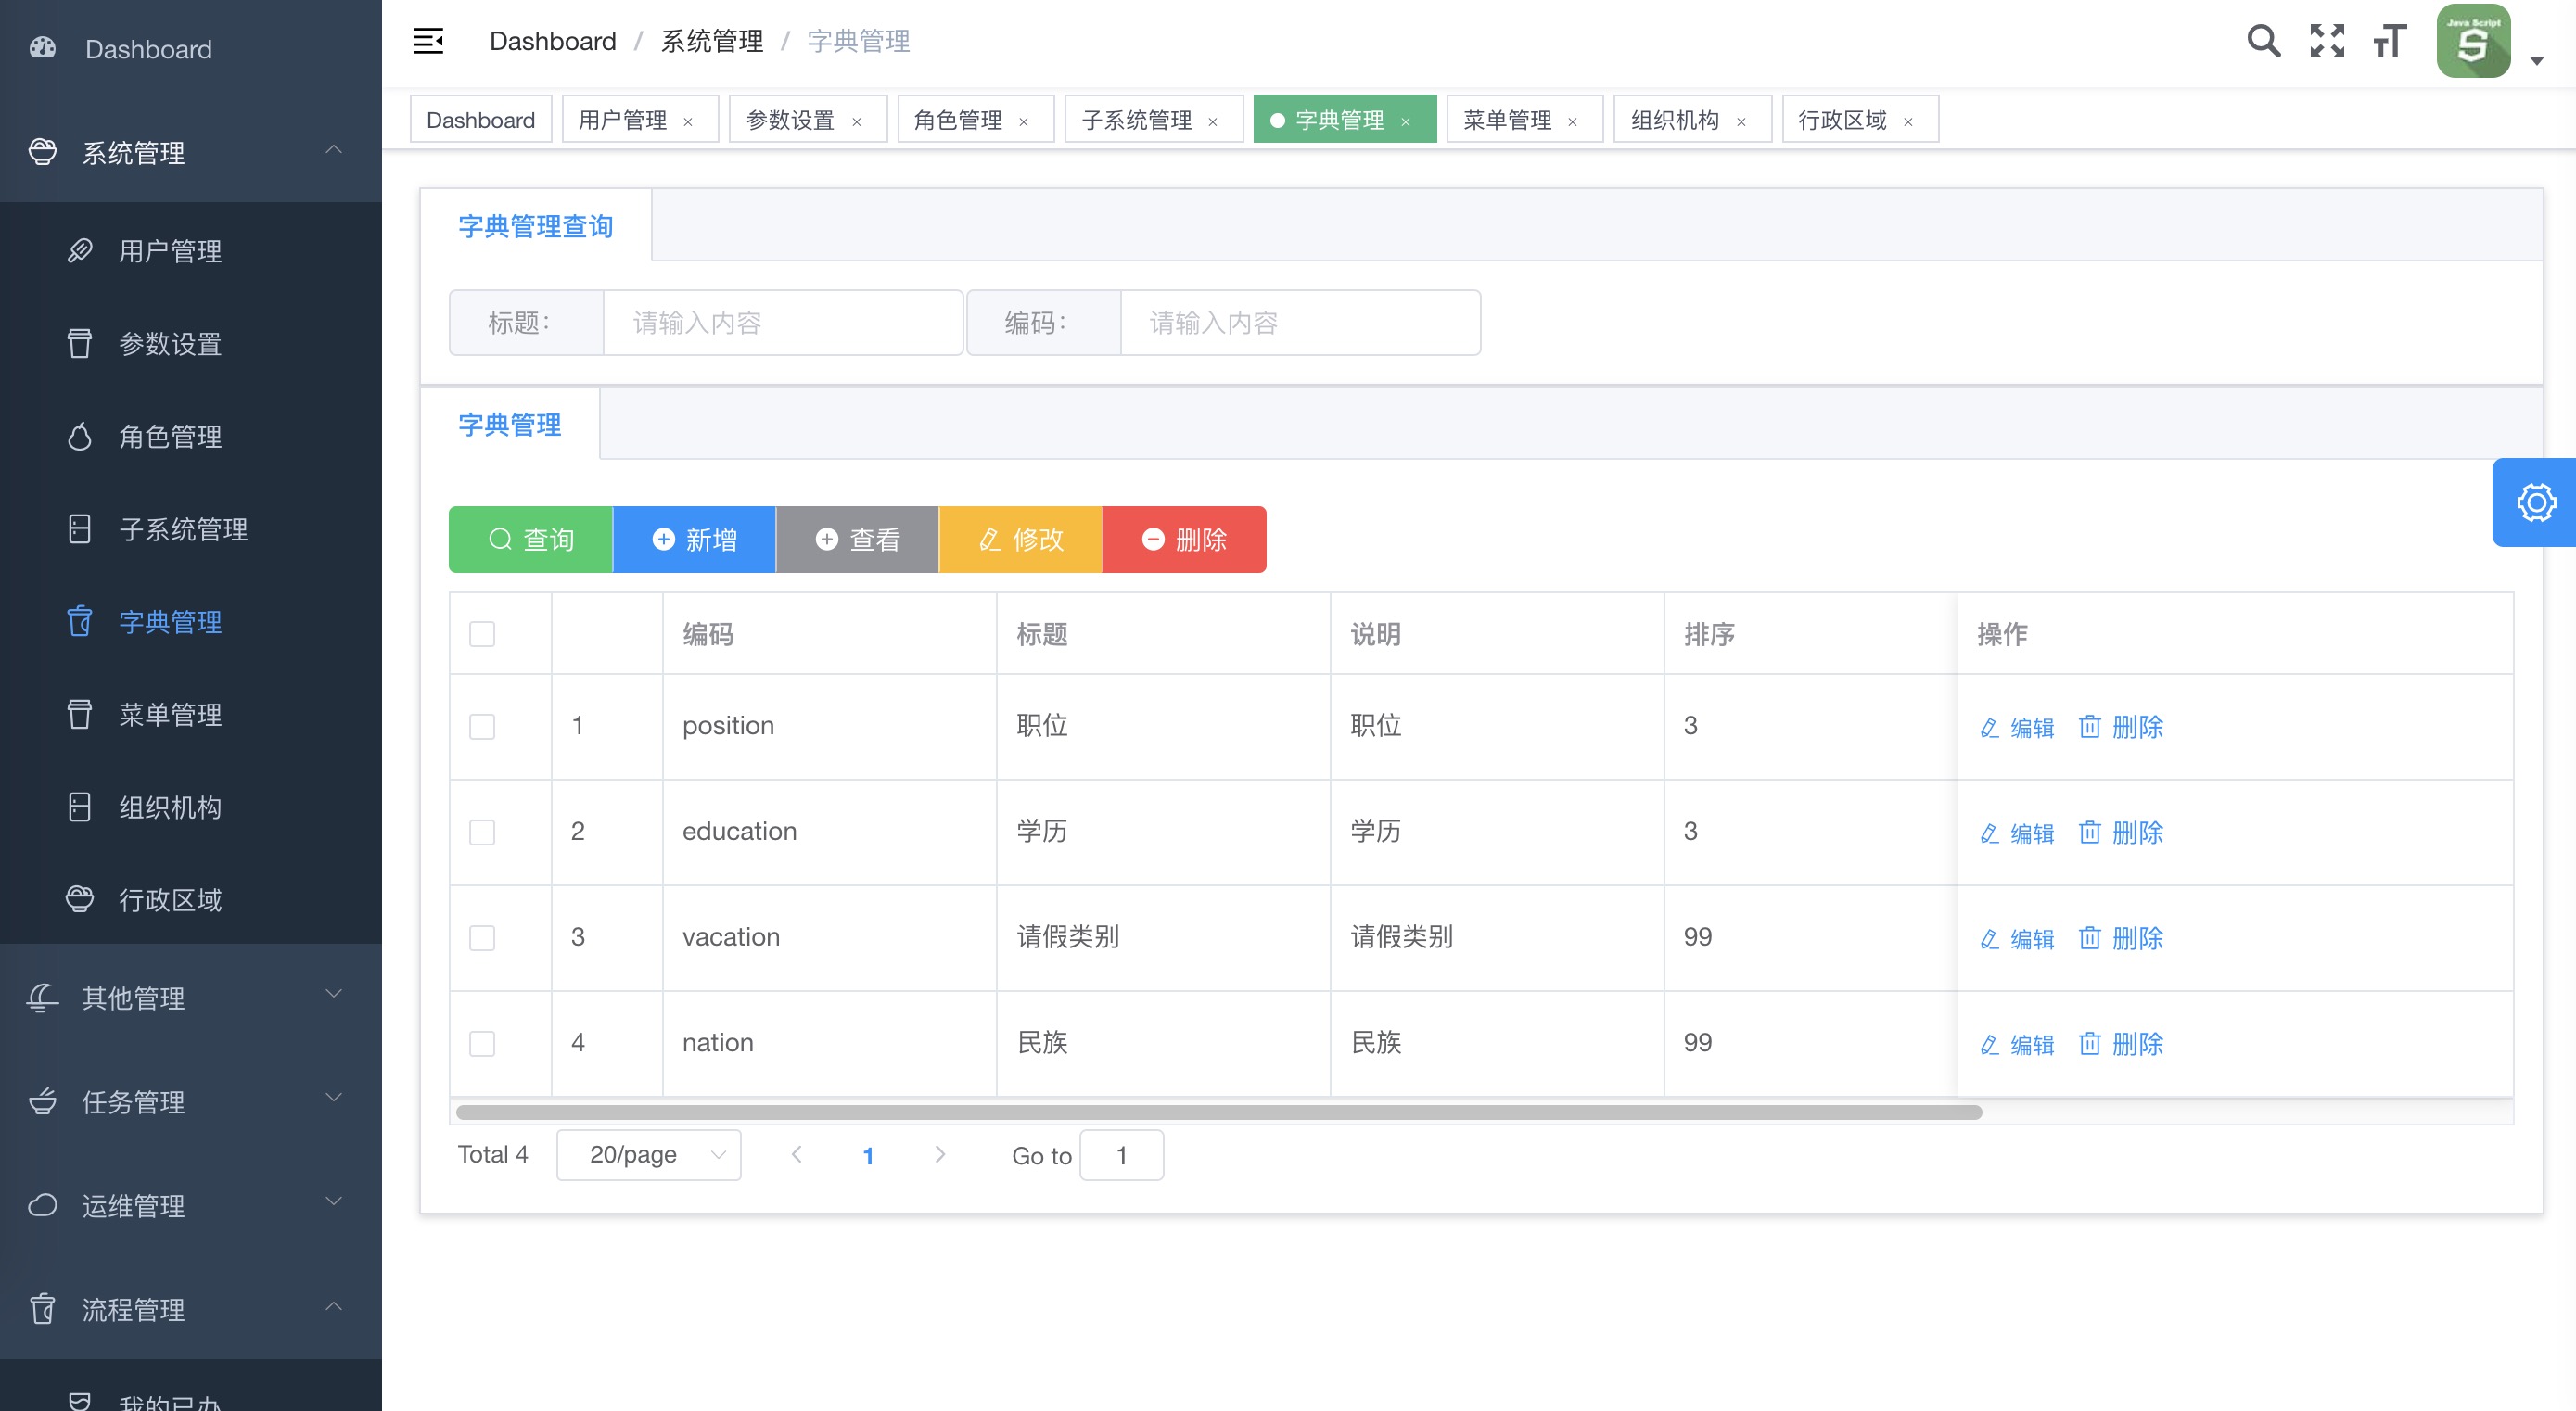 Dashboard
系统管理
用户管理
参数设置
角色管理
子系统管理
字典管理
菜单管理
组织机构
行政区域
其他管理
任务管理
运维管理
流程管理
我的已办
Dashboard / 系统管理 / 字典管理
Java Script
S
Dashboard 用户管理 × 参数设置 × 角色管理 × 子系统管理 × 字典管理 × 菜单管理 × 组织机构 × 行政区域 ×
字典管理查询
标题： 请输入内容 编码： 请输入内容
字典管理
查询 新增 查看 修改 删除
编码 标题 说明 排序 操作
1 position 职位 职位 3 编辑 删除
2 education 学历 学历 3 编辑 删除
3 vacation 请假类别 请假类别 99 编辑 删除
4 nation 民族 民族 99 编辑 删除
Total 4 20/page 1 Go to 1